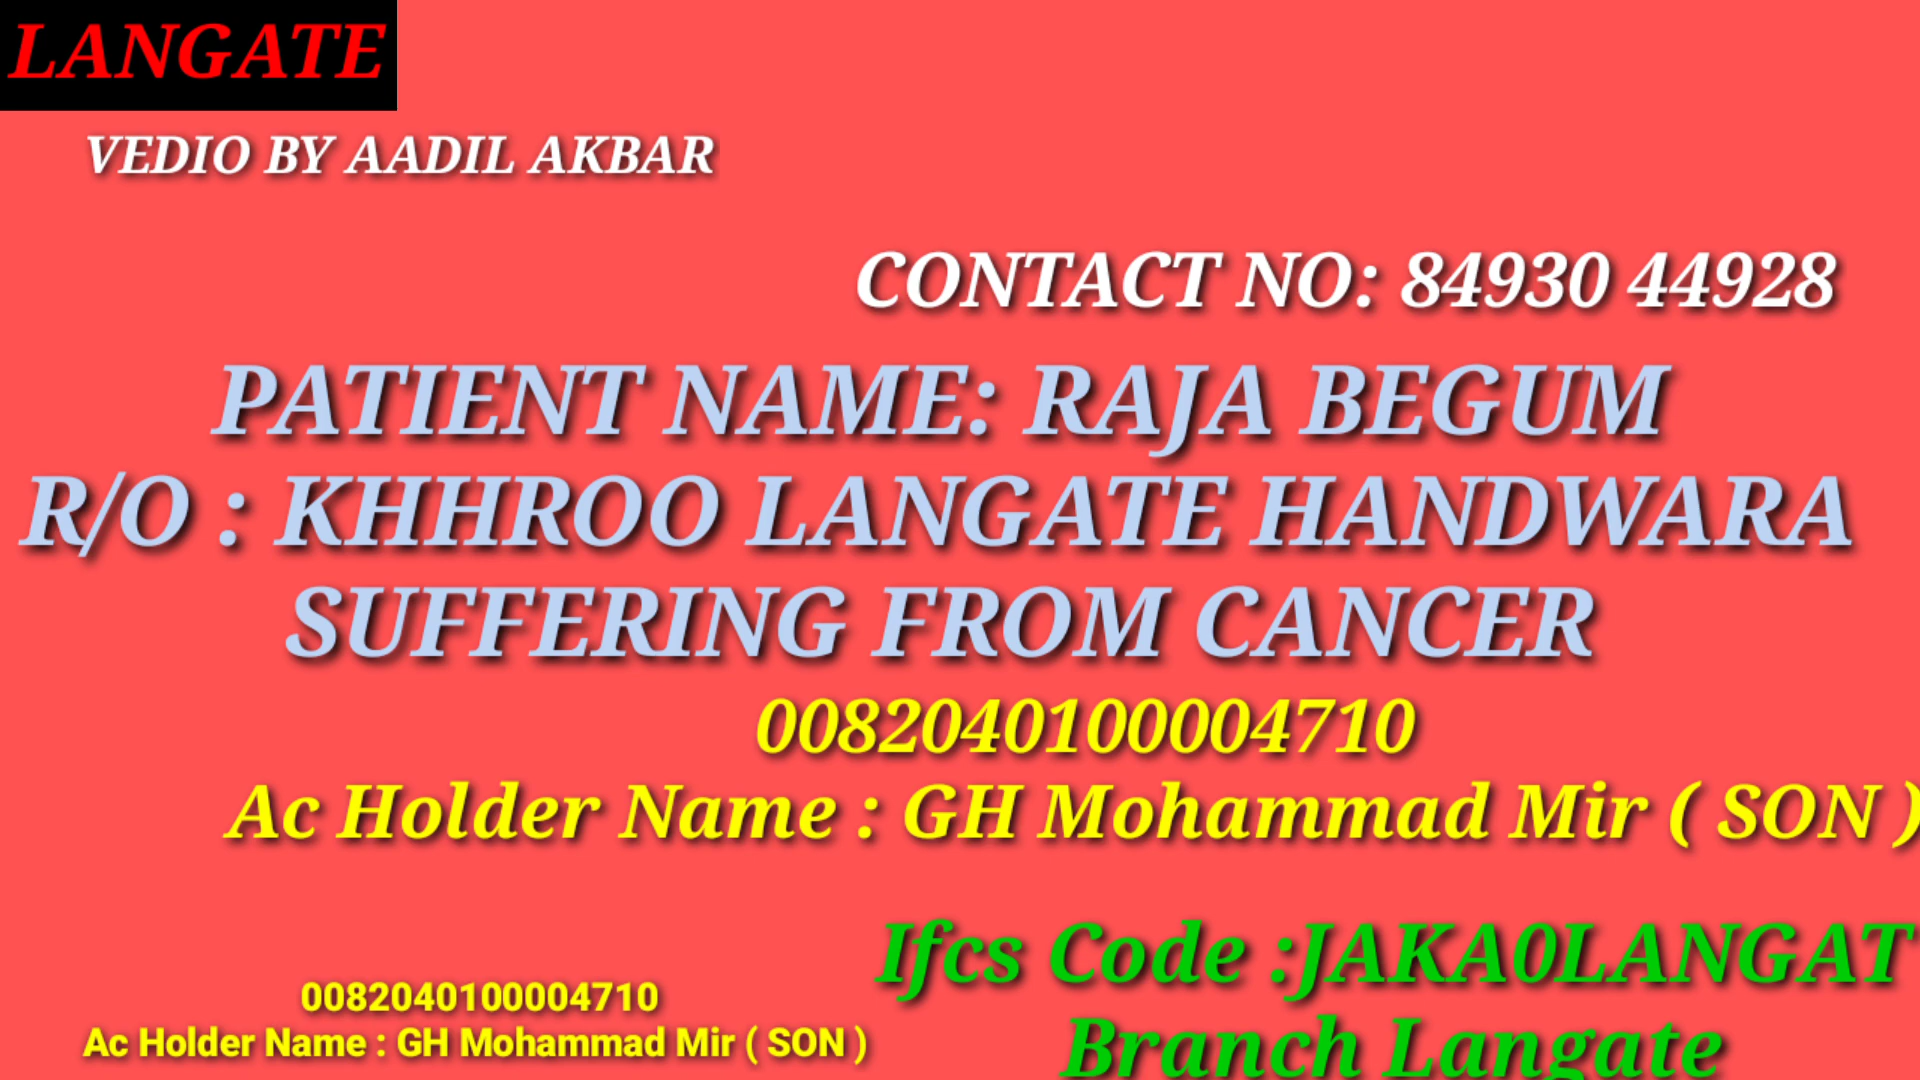 LANGATE
VEDIO BY AADIL AKBAR
CONTACT NO: 84930 44928
PATIENT NAME: RAJA BEGUM
R/O : KHHROO LANGATE HANDWARA
SUFFERING FROM CANCER
0082040100004710
Ac Holder Name : GH Mohammad Mir ( SON )
Ifcs Code :JAKA0LANGAT
Branch Langate
0082040100004710
Ac Holder Name : GH Mohammad Mir ( SON )